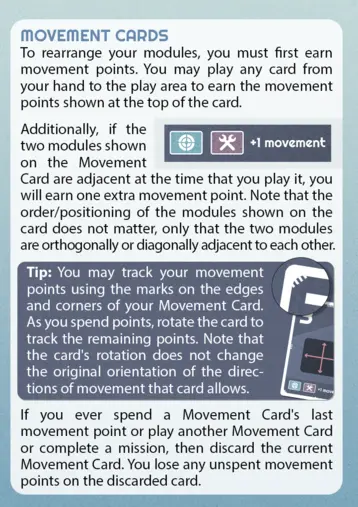 MOVEMENT CARDS
To rearrange your modules, you must first earn
movement points. You may play any card from
your hand to the play area to earn the movement
points shown at the top of the card.
Additionally, if the
two modules shown
on the Movement
+1 movement
Card are adjacent at the time that you play it, you
will earn one extra movement point. Note that the
order/positioning of the modules shown on the
card does not matter, only that the two modules
are orthogonally or diagonally adjacent to each other.
Tip: You may track your movement
points using the marks on the edges
and corners of your Movement Card.
As you spend points, rotate the card to
track the remaining points. Note that
the card's rotation does not change
the original orientation of the direc-
tions of movement that card allows.
+1 move
If you ever spend a Movement Card's last
movement point or play another Movement Card
or complete a mission, then discard the current
Movement Card. You lose any unspent movement
points on the discarded card.